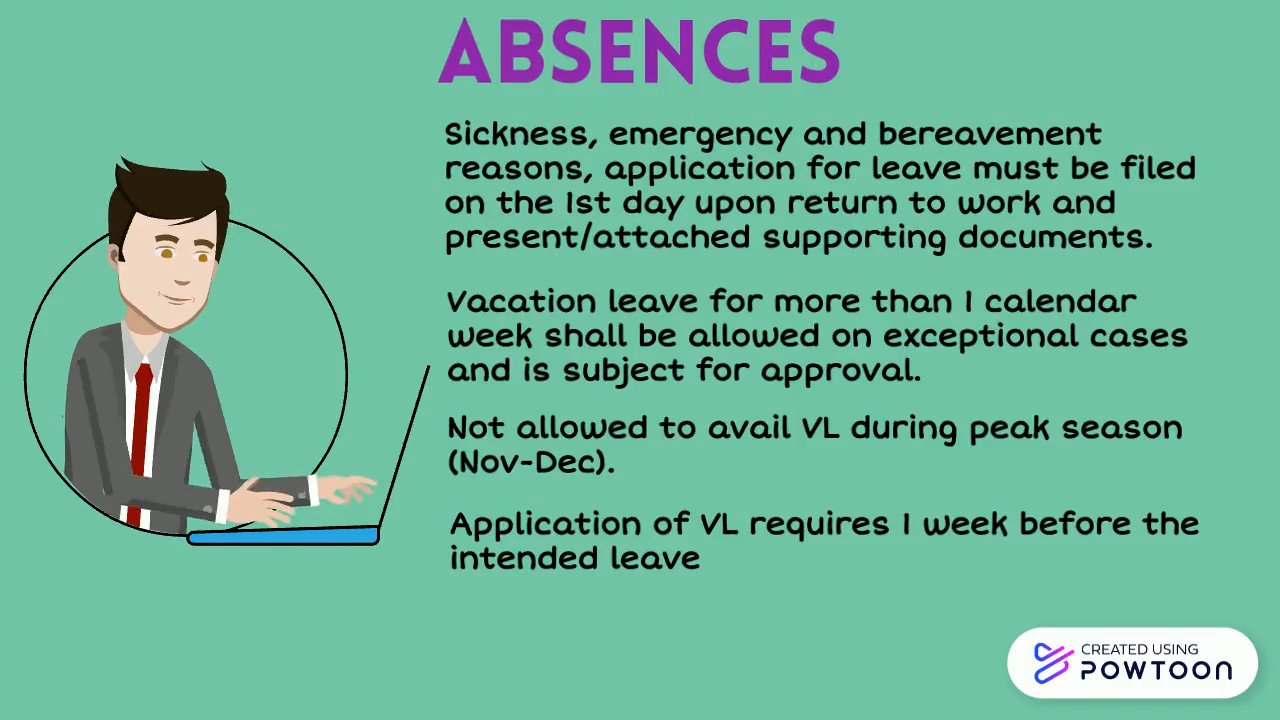 ABSENCES
Sickness, emergency and bereavement
reasons, application for leave must be filed
on the 1st day upon return to work and
present/attached supporting documents.
Vacation leave for more than 1 calendar
week shall be allowed on exceptional cases
and is subject for approval.
Not allowed to avail VL during peak season
(Nov-Dec).
Application of VL requires 1 week before the
intended leave
CREATED USING
POWTOON